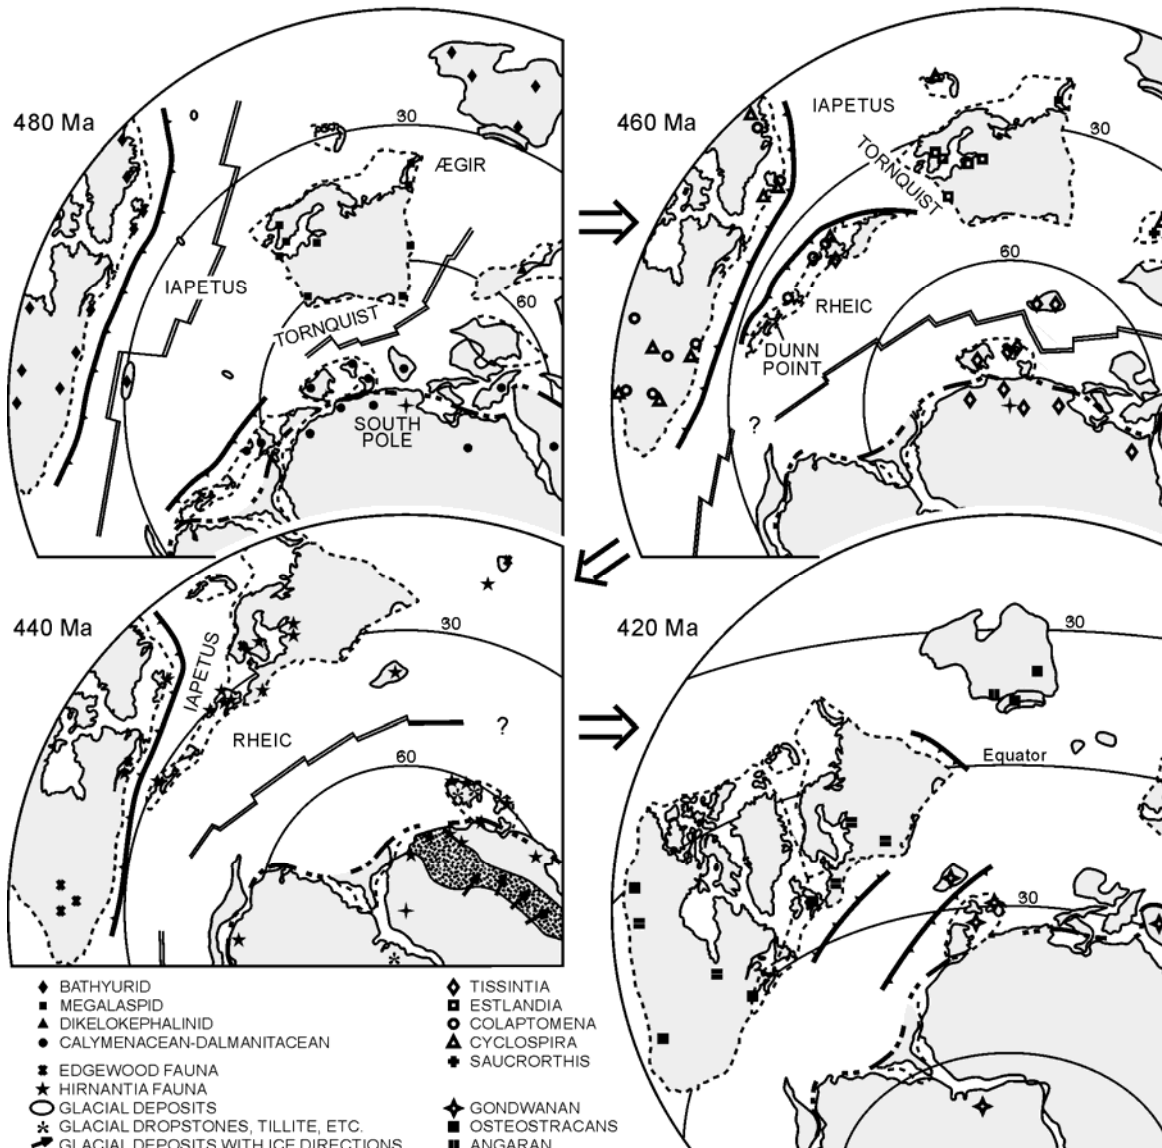 480 Ma
30
ÆGIR
IAPETUS
60
TORNQUIST
SOUTH
POLE
460 Ma
IAPETUS
30
TORNQUIST
60
RHEIC
DUNN
POINT
?
440 Ma
IAPETUS
30
RHEIC
?
60
420 Ma
30
Equator
30
BATHYURID
MEGALASPID
DIKELOKEPHALINID
CALYMENACEAN-DALMANITACEAN
EDGEWOOD FAUNA
HIRNANTIA FAUNA
GLACIAL DEPOSITS
GLACIAL DROPSTONES, TILLITE, ETC.
GLACIAL DEPOSITS WITH ICE DIRECTIONS
TISSINTIA
ESTLANDIA
COLAPTOMENA
CYCLOSPIRA
SAUCRORTHIS
GONDWANAN
OSTEOSTRACANS
ANGARAN